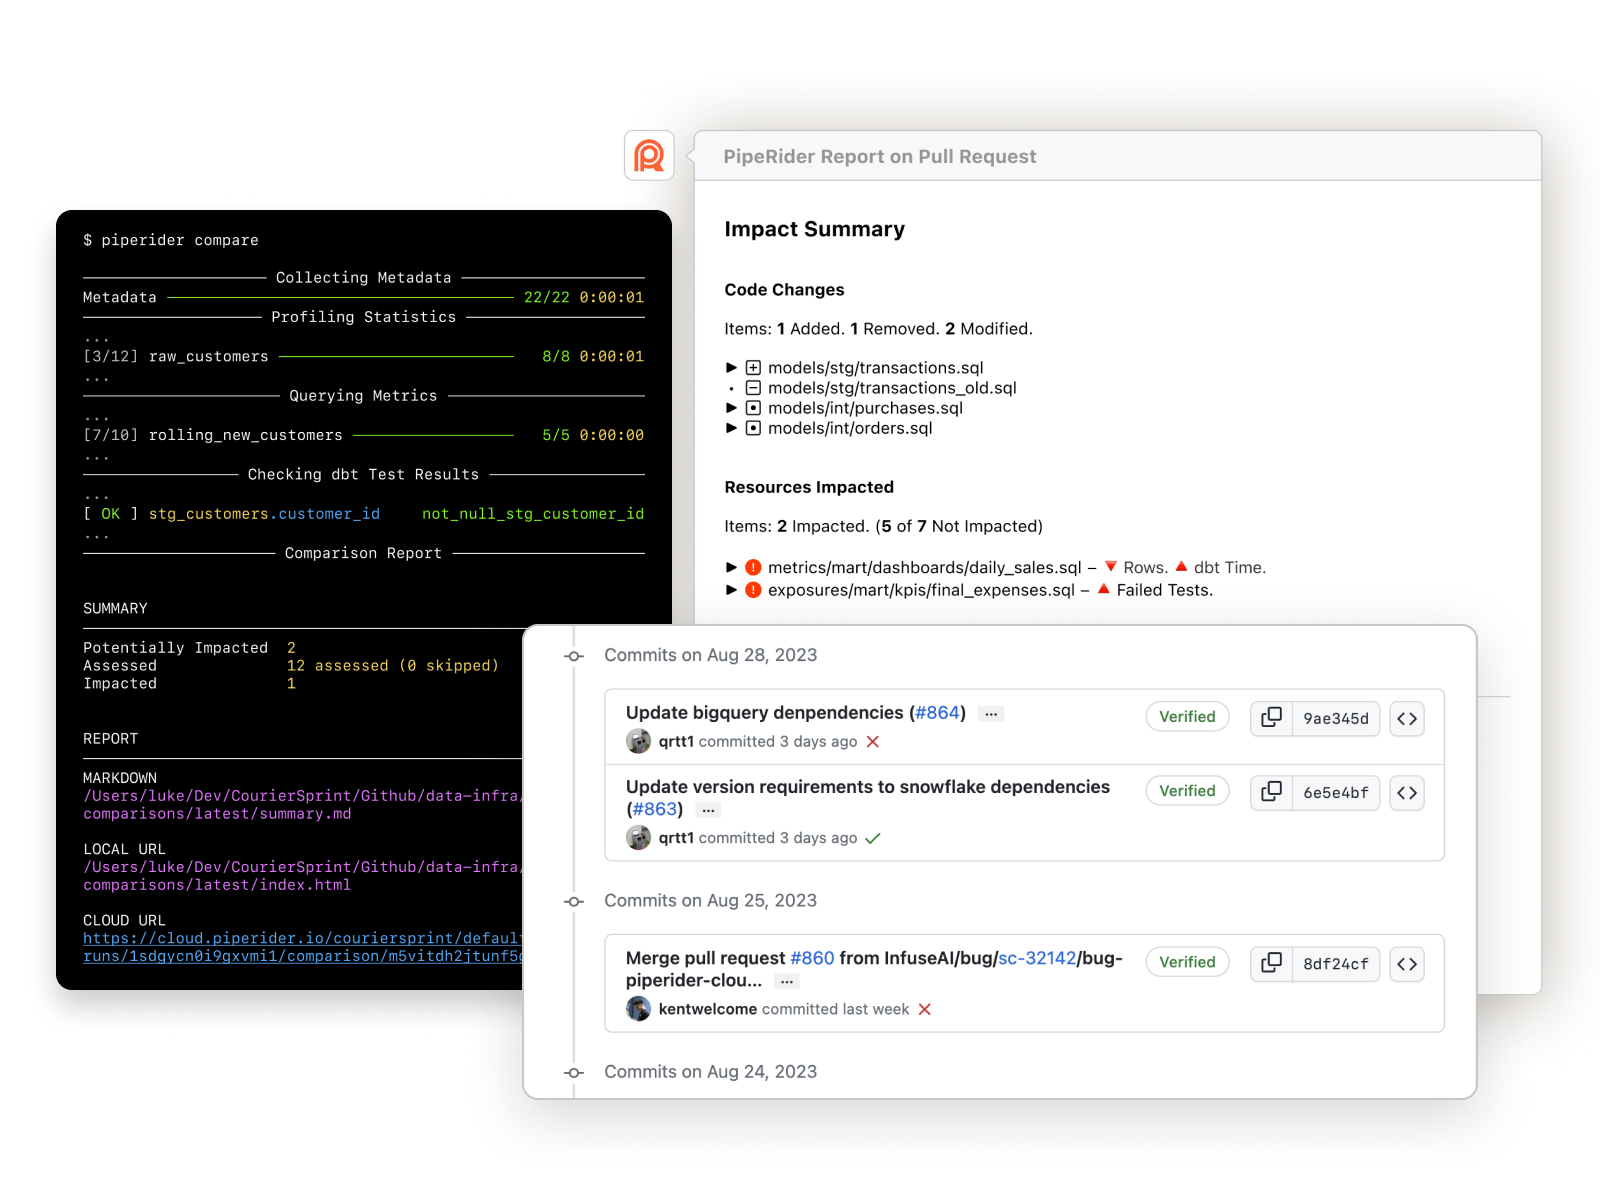 $ piperider compare
Collecting Metadata
Metadata 22/22 0:00:01
Profiling Statistics
...
[3/12] raw_customers 8/8 0:00:01
...
Querying Metrics
...
[7/10] rolling_new_customers 5/5 0:00:00
...
Checking dbt Test Results
...
[ OK ] stg_customers.customer_id not_null_stg_customer_id
...
Comparison Report
SUMMARY
Potentially Impacted 2
Assessed 12 assessed (0 skipped)
Impacted 1
REPORT
MARKDOWN
/Users/luke/Dev/CourierSprint/Github/data-infra/
comparisons/latest/summary.md
LOCAL URL
/Users/luke/Dev/CourierSprint/Github/data-infra/
comparisons/latest/index.html
CLOUD URL
https://cloud.piperider.io/couriersprint/default
runs/1sdgycn0i9gxvmi1/comparison/m5vitdh2jtunf5
PipeRider Report on Pull Request
Impact Summary
Code Changes
Items: 1 Added. 1 Removed. 2 Modified.
models/stg/transactions.sql
models/stg/transactions_old.sql
models/int/purchases.sql
models/int/orders.sql
Resources Impacted
Items: 2 Impacted. (5 of 7 Not Impacted)
metrics/mart/dashboards/daily_sales.sql – 🔻 Rows. 🔺 dbt Time.
exposures/mart/kpis/final_expenses.sql – 🔺 Failed Tests.
Commits on Aug 28, 2023
Update bigquery denpendencies (#864) ... Verified 9ae345d <>
qrtt1 committed 3 days ago
Update version requirements to snowflake dependencies Verified 6e5e4bf <>
(#863) ...
qrtt1 committed 3 days ago
Commits on Aug 25, 2023
Merge pull request #860 from InfuseAI/bug/sc-32142/bug- Verified 8df24cf <>
piperider-clou... ...
kentwelcome committed last week
Commits on Aug 24, 2023